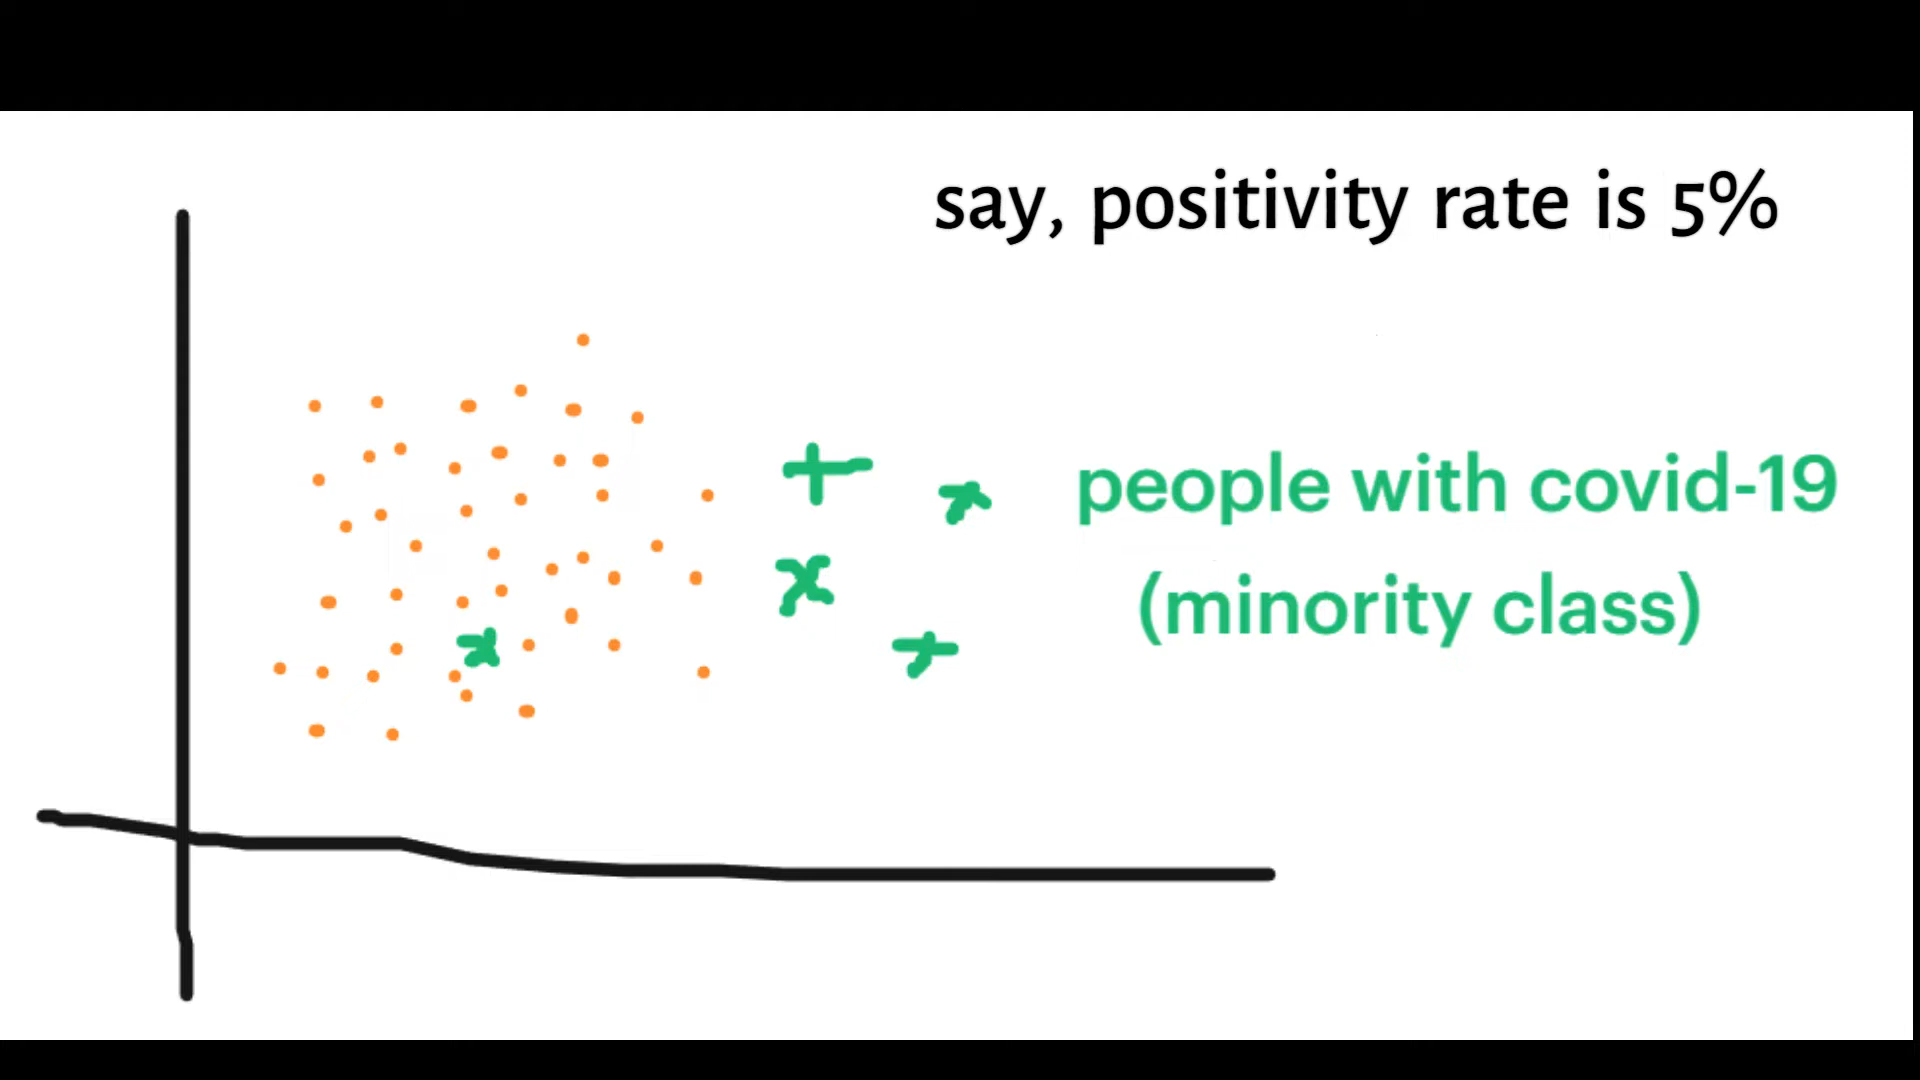 say, positivity rate is 5%
people with covid-19
(minority class)